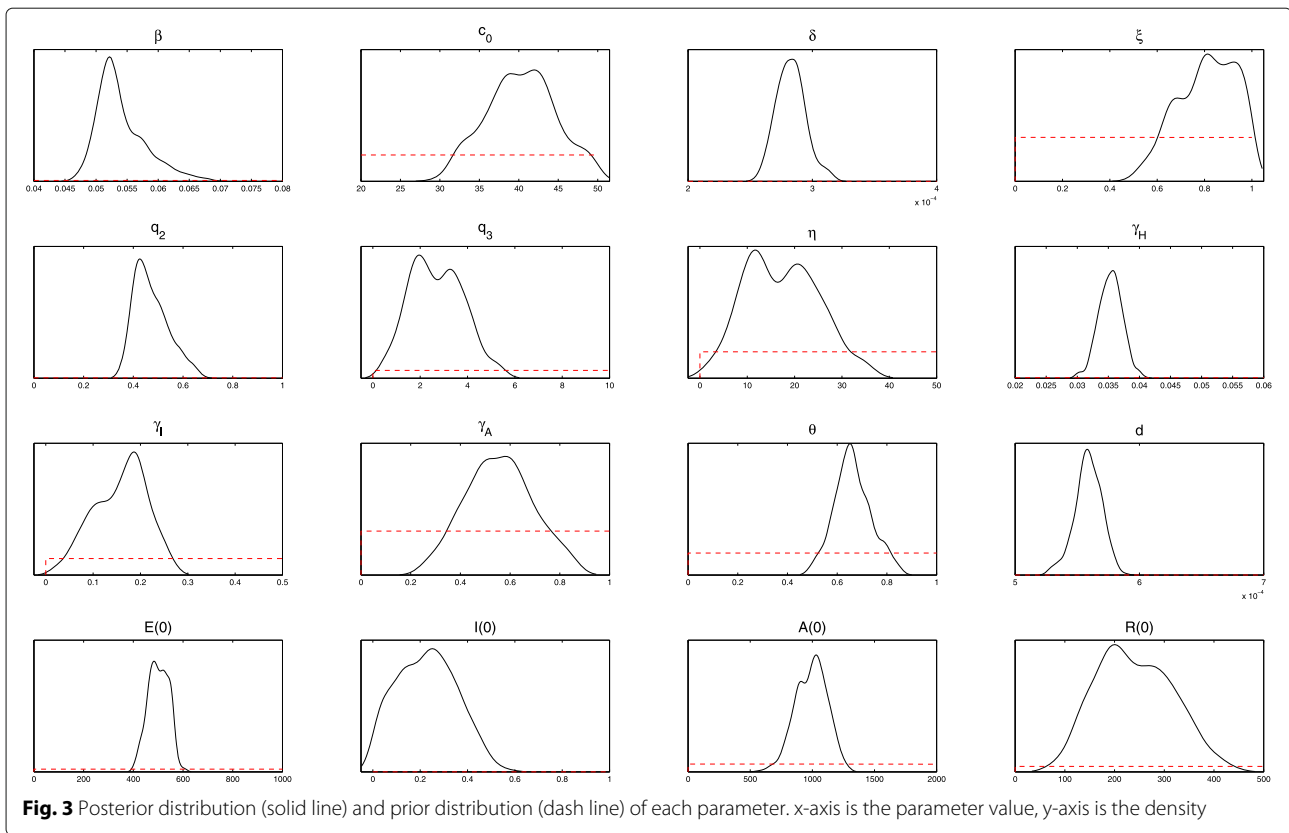 β c₀ δ ξ
0.04 0.045 0.05 0.055 0.06 0.065 0.07 0.075 0.08
20 25 30 35 40 45 50
2 3 4
x 10⁻⁴
0 0.2 0.4 0.6 0.8 1
q₂ q₃ η γ_H
0 0.2 0.4 0.6 0.8 1
0 2 4 6 8 10
0 10 20 30 40 50
0.02 0.025 0.03 0.035 0.04 0.045 0.05 0.055 0.06
γ_I γ_A θ d
0 0.1 0.2 0.3 0.4 0.5
0 0.2 0.4 0.6 0.8 1
0 0.2 0.4 0.6 0.8 1
5 6 7
x 10⁻⁴
E(0) I(0) A(0) R(0)
0 200 400 600 800 1000
0 0.2 0.4 0.6 0.8 1
0 500 1000 1500 2000
0 100 200 300 400 500
Fig. 3 Posterior distribution (solid line) and prior distribution (dash line) of each parameter. x-axis is the parameter value, y-axis is the density